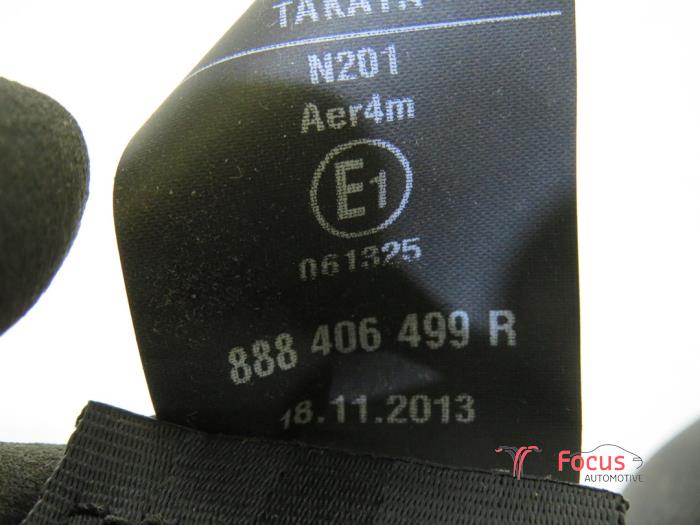 TAKATA
N201
Aer4m
E1
061325
888 406 499 R
18.11.2013
Focus
AUTOMOTIVE